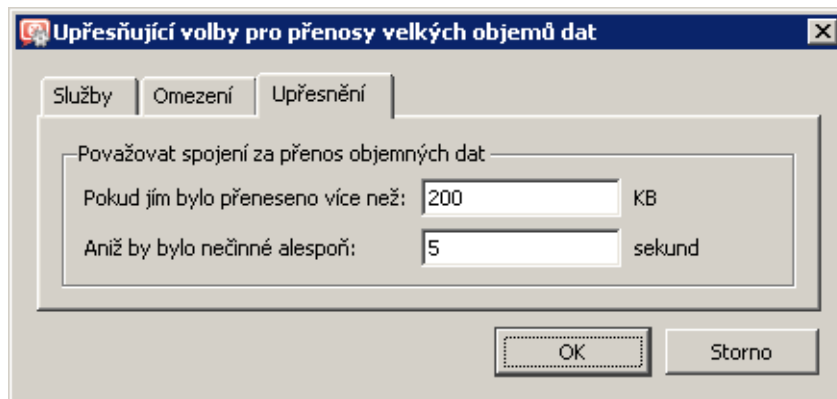 Upřesňující volby pro přenosy velkých objemů dat
Služby Omezení Upřesnění
Považovat spojení za přenos objemných dat
Pokud jím bylo přeneseno více než: 200 KB
Aniž by bylo nečinné alespoň: 5 sekund
OK Storno